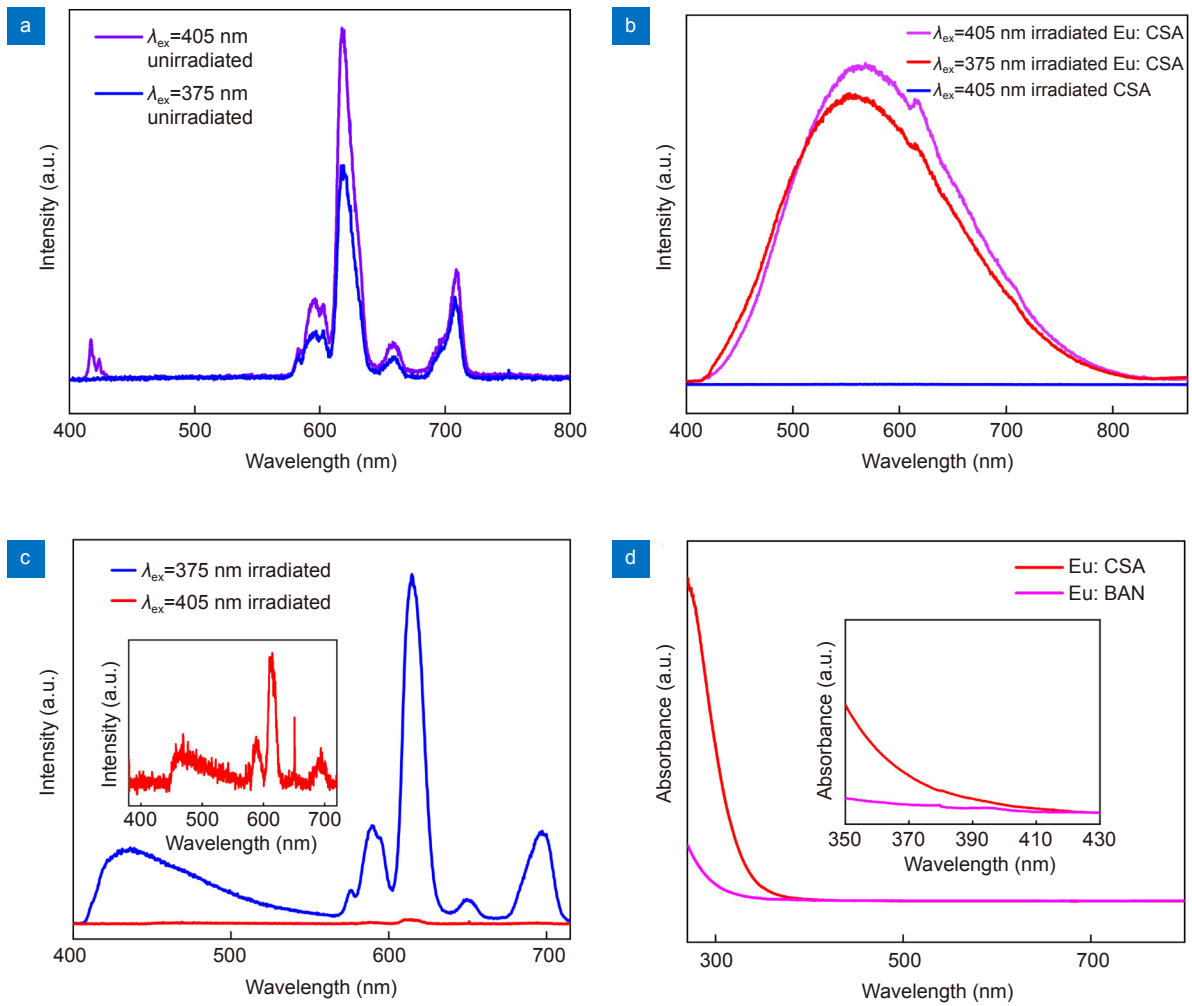 a
λex=405 nm
unirradiated
λex=375 nm
unirradiated
Intensity (a.u.)
400 500 600 700 800
Wavelength (nm)
b
λex=405 nm irradiated Eu: CSA
λex=375 nm irradiated Eu: CSA
λex=405 nm irradiated CSA
Intensity (a.u.)
400 500 600 700 800
Wavelength (nm)
c
λex=375 nm irradiated
λex=405 nm irradiated
Intensity (a.u.)
Intensity (a.u.)
380 400 500 600 700
Wavelength (nm)
400 500 600 700
Wavelength (nm)
d
Eu: CSA
Eu: BAN
Absorbance (a.u.)
Absorbance (a.u.)
350 370 390 410 430
Wavelength (nm)
300 500 700
Wavelength (nm)